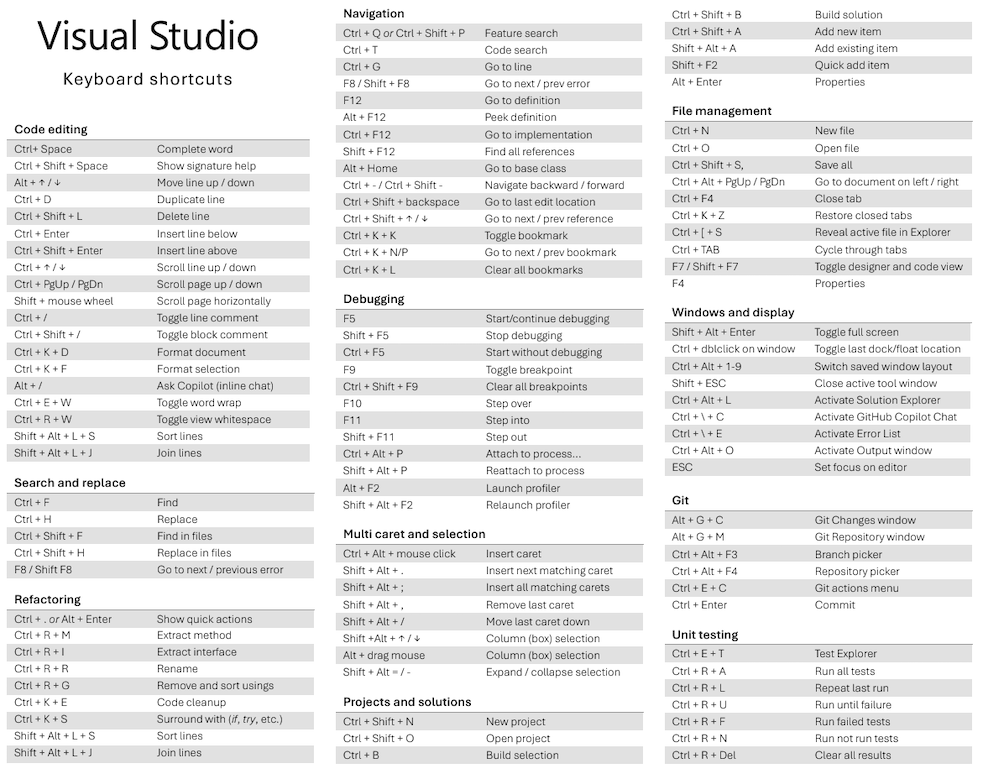 Visual Studio
Keyboard shortcuts
Code editing
Ctrl+ Space Complete word
Ctrl + Shift + Space Show signature help
Alt + ↑ / ↓ Move line up / down
Ctrl + D Duplicate line
Ctrl + Shift + L Delete line
Ctrl + Enter Insert line below
Ctrl + Shift + Enter Insert line above
Ctrl + ↑ / ↓ Scroll line up / down
Ctrl + PgUp / PgDn Scroll page up / down
Shift + mouse wheel Scroll page horizontally
Ctrl + / Toggle line comment
Ctrl + Shift + / Toggle block comment
Ctrl + K + D Format document
Ctrl + K + F Format selection
Alt + / Ask Copilot (inline chat)
Ctrl + E + W Toggle word wrap
Ctrl + R + W Toggle view whitespace
Shift + Alt + L + S Sort lines
Shift + Alt + L + J Join lines
Search and replace
Ctrl + F Find
Ctrl + H Replace
Ctrl + Shift + F Find in files
Ctrl + Shift + H Replace in files
F8 / Shift F8 Go to next / previous error
Refactoring
Ctrl + . or Alt + Enter Show quick actions
Ctrl + R + M Extract method
Ctrl + R + I Extract interface
Ctrl + R + R Rename
Ctrl + R + G Remove and sort usings
Ctrl + K + E Code cleanup
Ctrl + K + S Surround with (if, try, etc.)
Shift + Alt + L + S Sort lines
Shift + Alt + L + J Join lines
Navigation
Ctrl + Q or Ctrl + Shift + P Feature search
Ctrl + T Code search
Ctrl + G Go to line
F8 / Shift + F8 Go to next / prev error
F12 Go to definition
Alt + F12 Peek definition
Ctrl + F12 Go to implementation
Shift + F12 Find all references
Alt + Home Go to base class
Ctrl + - / Ctrl + Shift - Navigate backward / forward
Ctrl + Shift + backspace Go to last edit location
Ctrl + Shift + ↑ / ↓ Go to next / prev reference
Ctrl + K + K Toggle bookmark
Ctrl + K + N/P Go to next / prev bookmark
Ctrl + K + L Clear all bookmarks
Debugging
F5 Start/continue debugging
Shift + F5 Stop debugging
Ctrl + F5 Start without debugging
F9 Toggle breakpoint
Ctrl + Shift + F9 Clear all breakpoints
F10 Step over
F11 Step into
Shift + F11 Step out
Ctrl + Alt + P Attach to process...
Shift + Alt + P Reattach to process
Alt + F2 Launch profiler
Shift + Alt + F2 Relaunch profiler
Multi caret and selection
Ctrl + Alt + mouse click Insert caret
Shift + Alt + . Insert next matching caret
Shift + Alt + ; Insert all matching carets
Shift + Alt + , Remove last caret
Shift + Alt + / Move last caret down
Shift +Alt + ↑ / ↓ Column (box) selection
Alt + drag mouse Column (box) selection
Shift + Alt = / - Expand / collapse selection
Projects and solutions
Ctrl + Shift + N New project
Ctrl + Shift + O Open project
Ctrl + B Build selection
Ctrl + Shift + B Build solution
Ctrl + Shift + A Add new item
Shift + Alt + A Add existing item
Shift + F2 Quick add item
Alt + Enter Properties
File management
Ctrl + N New file
Ctrl + O Open file
Ctrl + Shift + S, Save all
Ctrl + Alt + PgUp / PgDn Go to document on left / right
Ctrl + F4 Close tab
Ctrl + K + Z Restore closed tabs
Ctrl + [ + S Reveal active file in Explorer
Ctrl + TAB Cycle through tabs
F7 / Shift + F7 Toggle designer and code view
F4 Properties
Windows and display
Shift + Alt + Enter Toggle full screen
Ctrl + dblclick on window Toggle last dock/float location
Ctrl + Alt + 1-9 Switch saved window layout
Shift + ESC Close active tool window
Ctrl + Alt + L Activate Solution Explorer
Ctrl + \ + C Activate GitHub Copilot Chat
Ctrl + \ + E Activate Error List
Ctrl + Alt + O Activate Output window
ESC Set focus on editor
Git
Alt + G + C Git Changes window
Alt + G + M Git Repository window
Ctrl + Alt + F3 Branch picker
Ctrl + Alt + F4 Repository picker
Ctrl + E + C Git actions menu
Ctrl + Enter Commit
Unit testing
Ctrl + E + T Test Explorer
Ctrl + R + A Run all tests
Ctrl + R + L Repeat last run
Ctrl + R + U Run until failure
Ctrl + R + F Run failed tests
Ctrl + R + N Run not run tests
Ctrl + R + Del Clear all results